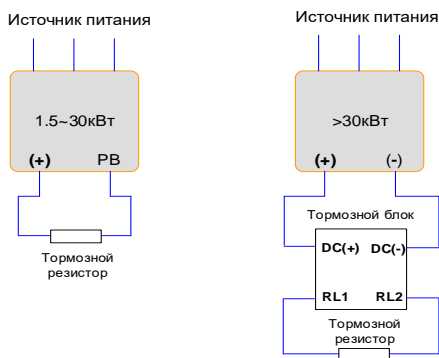 Источник питания
1.5~30кВт
(+) PB
Тормозной
резистор
Источник питания
>30кВт
(+) (-)
Тормозной блок
DC(+) DC(-)
RL1 RL2
Тормозной
резистор